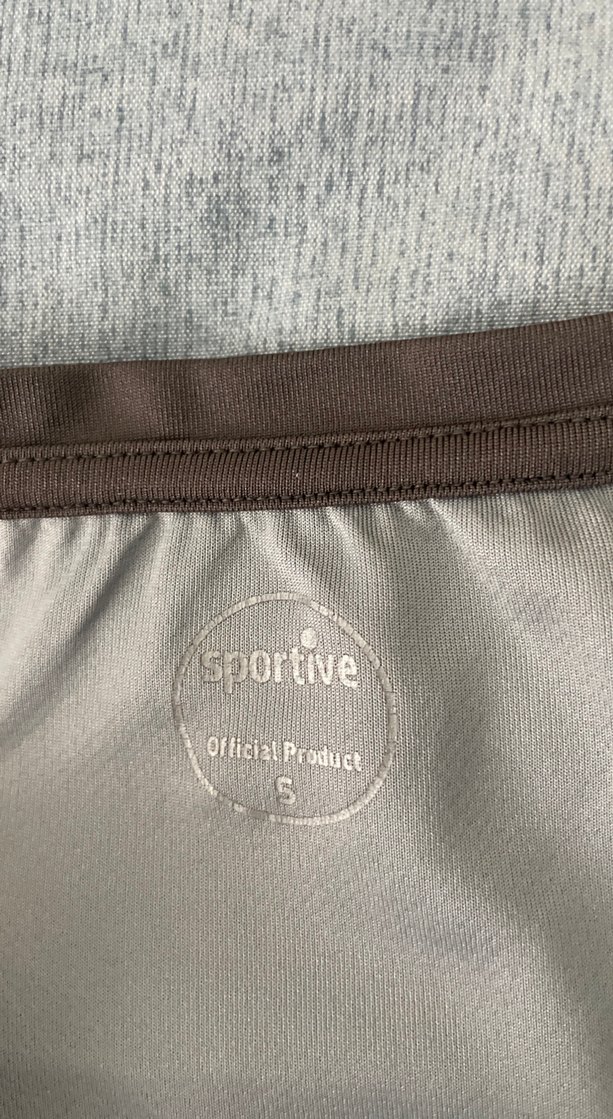 sportive
Official Product
S